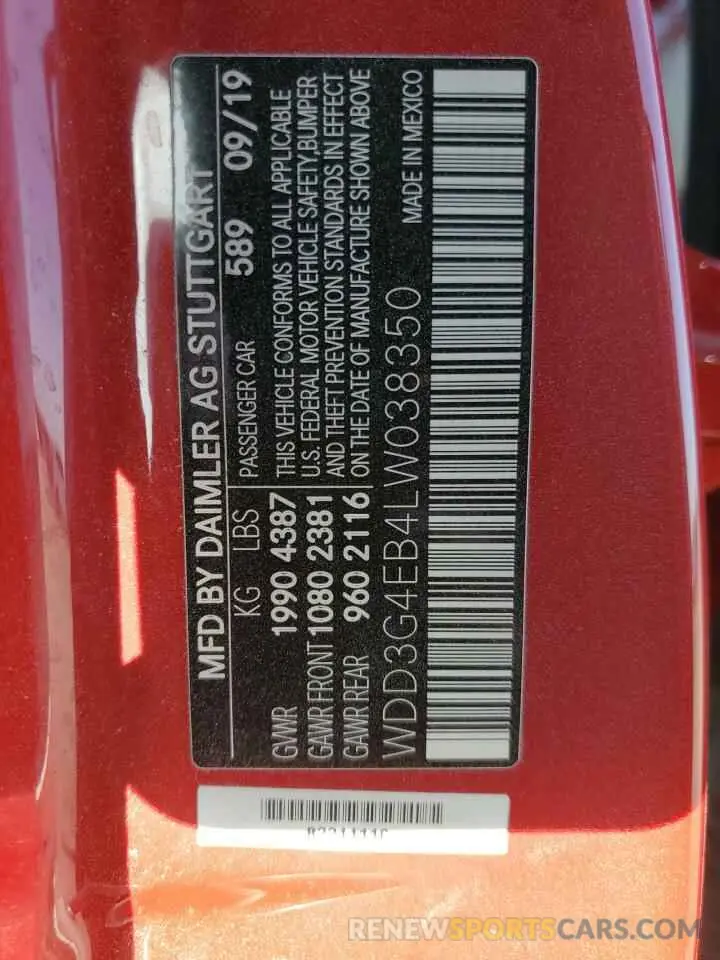 MFD BY DAIMLER AG STUTTGART
KG LBS PASSENGER CAR 589 09/19
GVWR 1990 4387 THIS VEHICLE CONFORMS TO ALL APPLICABLE
GAWR FRONT 1080 2381 U.S. FEDERAL MOTOR VEHICLE SAFETY,BUMPER
AND THEFT PREVENTION STANDARDS IN EFFECT
GAWR REAR 960 2116 ON THE DATE OF MANUFACTURE SHOWN ABOVE
WDD3G4EB4LW038350 MADE IN MEXICO
RENEWSPORTSCARS.COM